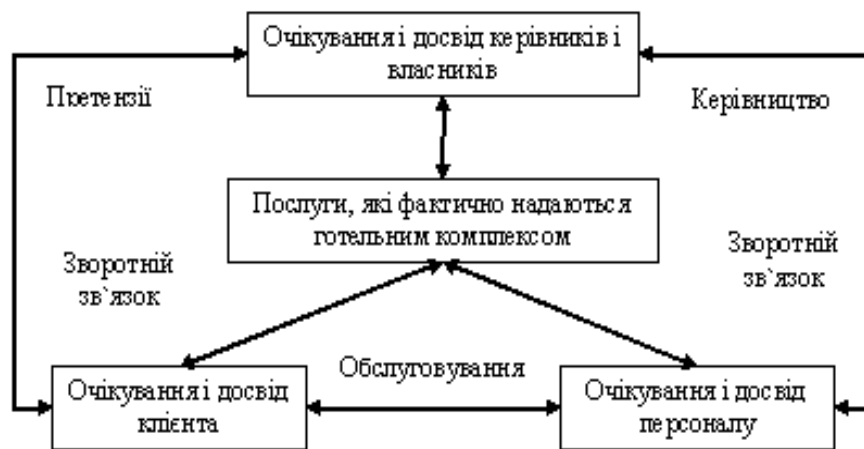 Очікування і досвід керівників і
власників
Претензії
Керівництво
Послуги, які фактично надаються
готельним комплексом
Зворотній
зв`язок
Зворотній
зв`язок
Обслуговування
Очікування і досвід
клієнта
Очікування і досвід
персоналу